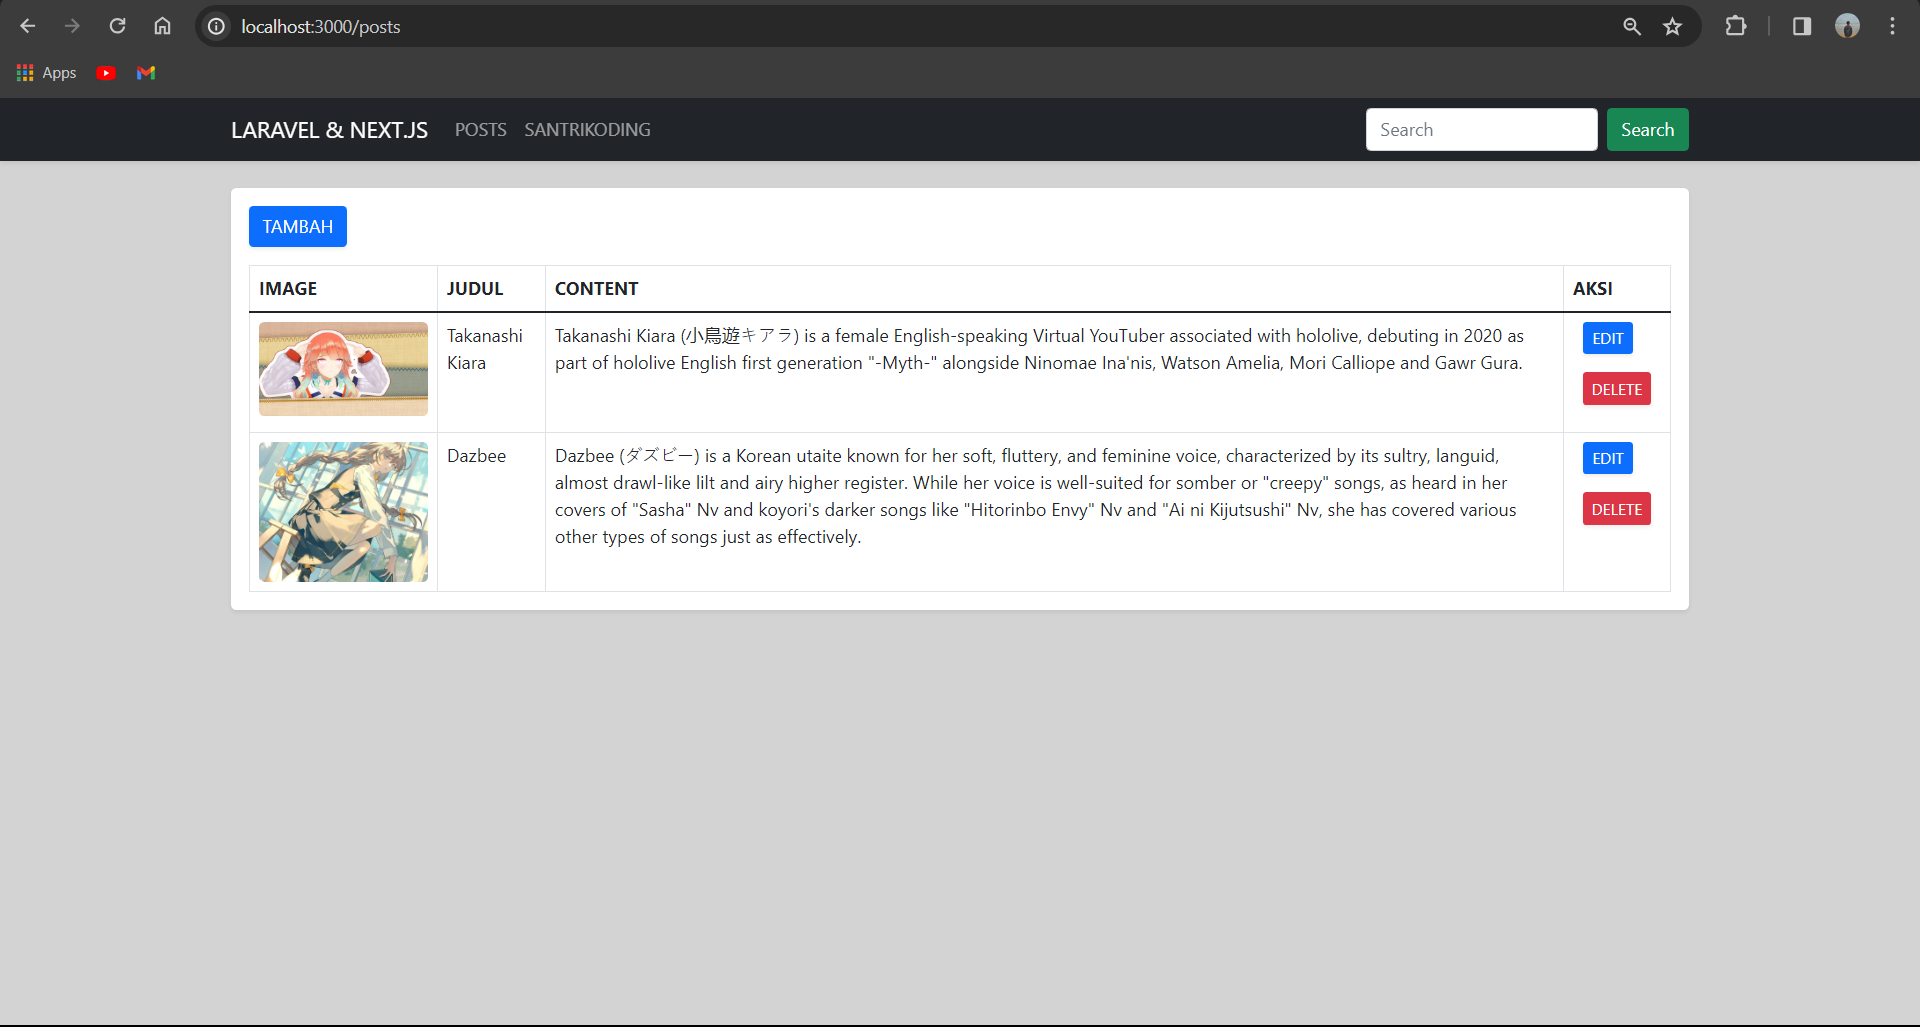 localhost:3000/posts
Apps
LARAVEL & NEXT.JS POSTS SANTRIKODING Search Search
TAMBAH
IMAGE JUDUL CONTENT AKSI
Takanashi
Kiara
Takanashi Kiara (小鳥遊キアラ) is a female English-speaking Virtual YouTuber associated with hololive, debuting in 2020 as
part of hololive English first generation "-Myth-" alongside Ninomae Ina'nis, Watson Amelia, Mori Calliope and Gawr Gura.
EDIT
DELETE
Dazbee
Dazbee (ダズビー) is a Korean utaite known for her soft, fluttery, and feminine voice, characterized by its sultry, languid,
almost drawl-like lilt and airy higher register. While her voice is well-suited for somber or "creepy" songs, as heard in her
covers of "Sasha" Nv and koyori's darker songs like "Hitorinbo Envy" Nv and "Ai ni Kijutsushi" Nv, she has covered various
other types of songs just as effectively.
EDIT
DELETE